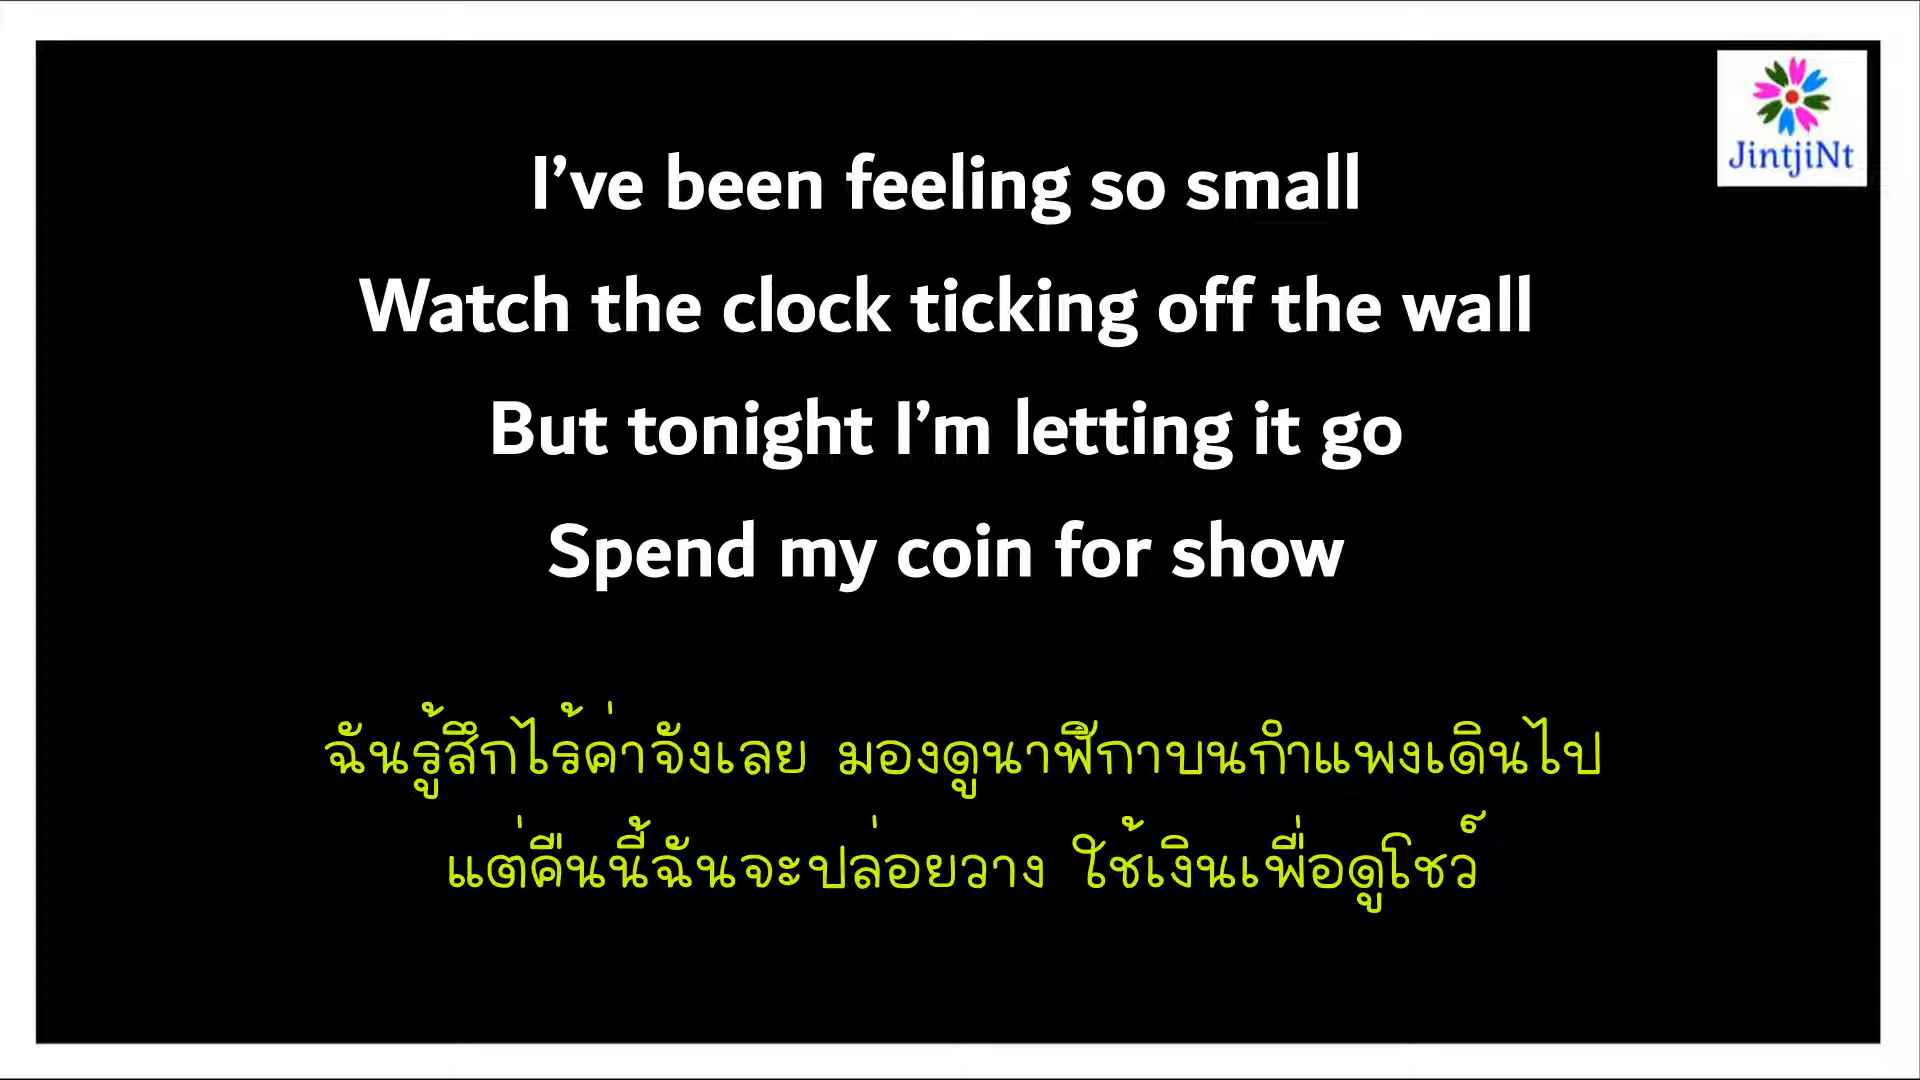 JintjiNt
I’ve been feeling so small
Watch the clock ticking off the wall
But tonight I’m letting it go
Spend my coin for show
ฉันรู้สึกไร้ค่าจังเลย มองดูนาฬิกาบนกำแพงเดินไป
แต่คืนนี้ฉันจะปล่อยวาง ใช้เงินเพื่อดูโชว์